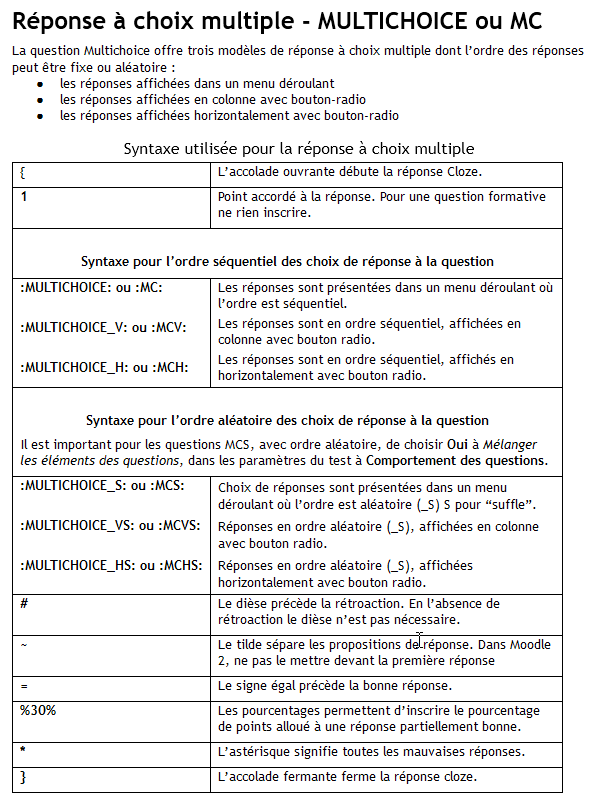 Réponse à choix multiple - MULTICHOICE ou MC
La question Multichoice offre trois modèles de réponse à choix multiple dont l'ordre des réponses
peut être fixe ou aléatoire :
● les réponses affichées dans un menu déroulant
● les réponses affichées en colonne avec bouton-radio
● les réponses affichées horizontalement avec bouton-radio
Syntaxe utilisée pour la réponse à choix multiple
{ L'accolade ouvrante débute la réponse Cloze.
1 Point accordé à la réponse. Pour une question formative
ne rien inscrire.
Syntaxe pour l'ordre séquentiel des choix de réponse à la question
:MULTICHOICE: ou :MC: Les réponses sont présentées dans un menu déroulant où
l'ordre est séquentiel.
:MULTICHOICE_V: ou :MCV: Les réponses sont en ordre séquentiel, affichées en
colonne avec bouton radio.
:MULTICHOICE_H: ou :MCH: Les réponses sont en ordre séquentiel, affichés en
horizontalement avec bouton radio.
Syntaxe pour l'ordre aléatoire des choix de réponse à la question
Il est important pour les questions MCS, avec ordre aléatoire, de choisir Oui à Mélanger
les éléments des questions, dans les paramètres du test à Comportement des questions.
:MULTICHOICE_S: ou :MCS: Choix de réponses sont présentées dans un menu
déroulant où l'ordre est aléatoire (_S) S pour “suffle”.
:MULTICHOICE_VS: ou :MCVS: Réponses en ordre aléatoire (_S), affichées en colonne
avec bouton radio.
:MULTICHOICE_HS: ou :MCHS: Réponses en ordre aléatoire (_S), affichées
horizontalement avec bouton radio.
# Le dièse précède la rétroaction. En l'absence de
rétroaction le dièse n'est pas nécessaire.
~ Le tilde sépare les propositions de réponse. Dans Moodle
2, ne pas le mettre devant la première réponse
= Le signe égal précède la bonne réponse.
%30% Les pourcentages permettent d'inscrire le pourcentage
de points alloué à une réponse partiellement bonne.
* L'astérisque signifie toutes les mauvaises réponses.
} L'accolade fermante ferme la réponse cloze.